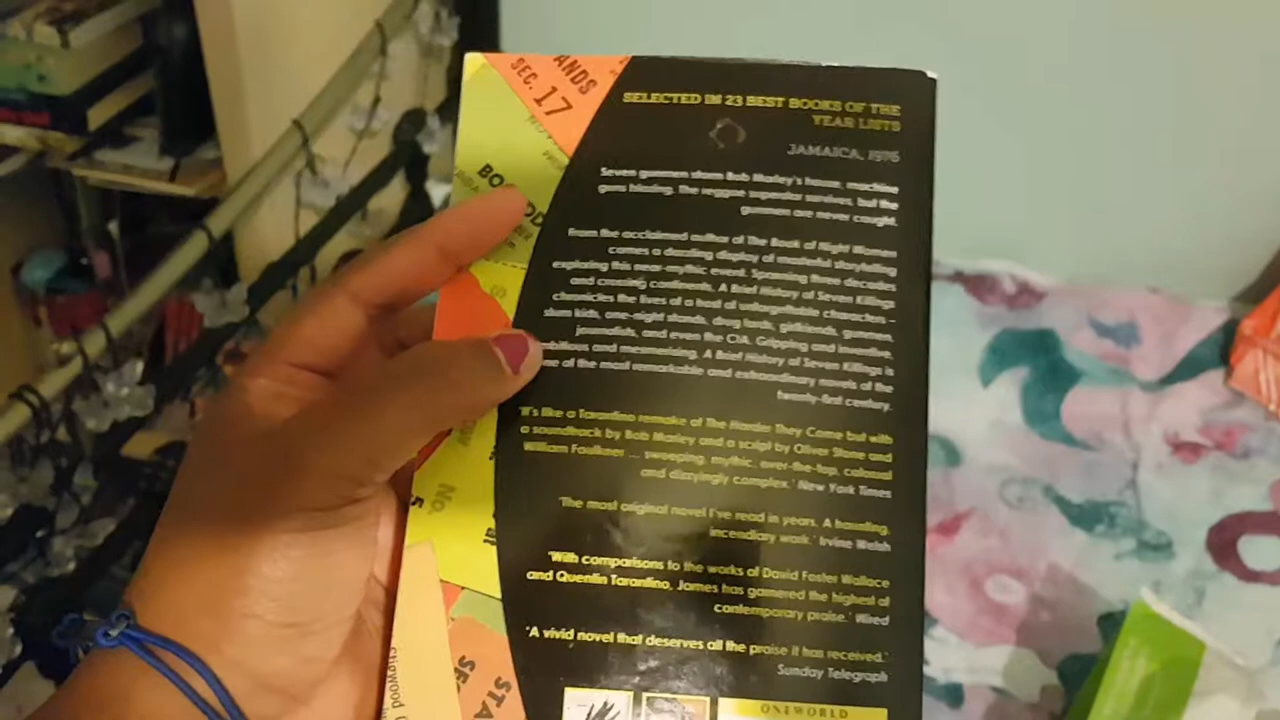 ANDS
SEC. 17
SELECTED IN 23 BEST BOOKS OF THE
YEAR LISTS
JAMAICA, 1976
Seven gunmen storm Bob Marley's house, machine
guns blazing. The reggae superstar survives, but the
gunmen are never caught.
From the acclaimed author of The Book of Night Women
comes a dazzling display of masterful storytelling
exploring this near-mythic event. Spanning three decades
and crossing continents, A Brief History of Seven Killings
chronicles the lives of a host of unforgettable characters –
slum kids, one-night stands, drug lords, girlfriends, gunmen,
journalists, and even the CIA. Gripping and inventive,
mbitious and mesmerising, A Brief History of Seven Killings is
ne of the most remarkable and extraordinary novels of the
twenty-first century.
'It's like a Tarantino remake of The Harder They Come but with
a soundtrack by Bob Marley and a script by Oliver Stone and
William Faulkner ... sweeping, mythic, over-the-top, colossal
and dizzyingly complex.' New York Times
'The most original novel I've read in years. A haunting,
incendiary work.' Irvine Welsh
'With comparisons to the works of David Foster Wallace
and Quentin Tarantino, James has garnered the highest of
contemporary praise.' Wired
'A vivid novel that deserves all the praise it has received.'
Sunday Telegraph
ONEWORLD
BO
NO.
5
STA
SE
Stigwood